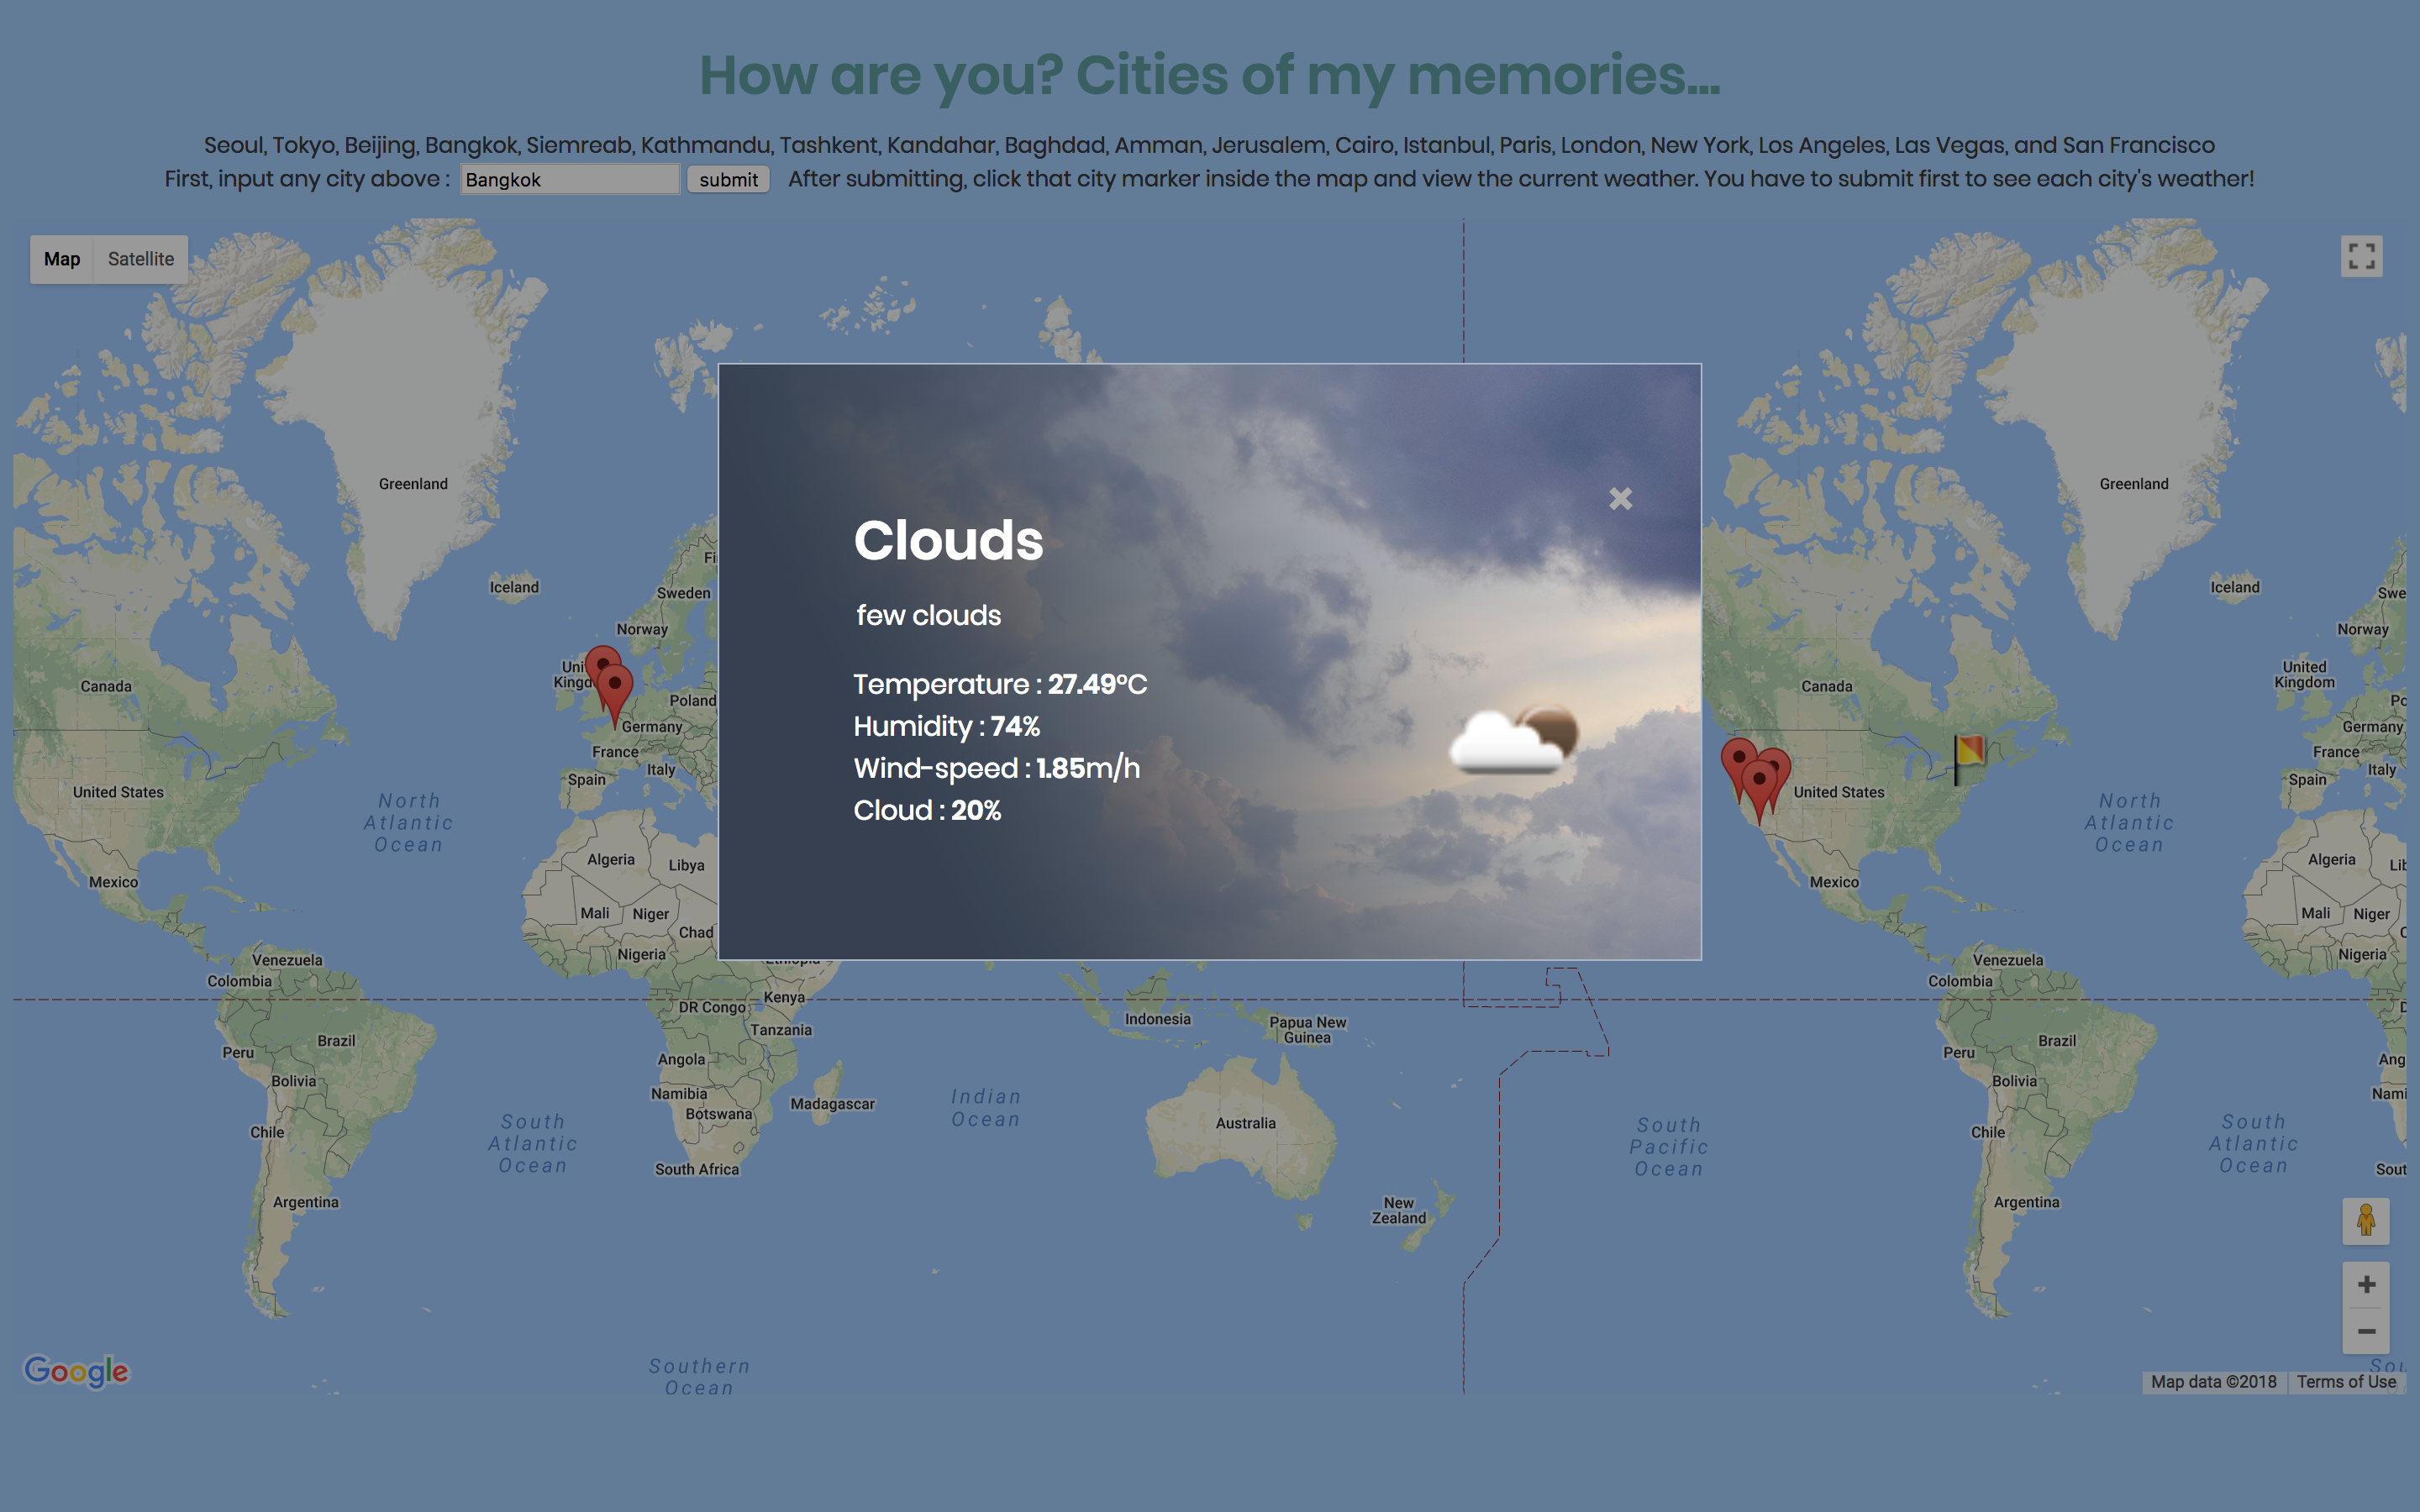 How are you? Cities of my memories...
Seoul, Tokyo, Beijing, Bangkok, Siemreab, Kathmandu, Tashkent, Kandahar, Baghdad, Amman, Jerusalem, Cairo, Istanbul, Paris, London, New York, Los Angeles, Las Vegas, and San Francisco
First, input any city above : Bangkok submit After submitting, click that city marker inside the map and view the current weather. You have to submit first to see each city's weather!
Map Satellite
Greenland
Greenland
Iceland
Sweden
Norway
Canada
Poland
Germany
France
Italy
Spain
United States
North
Atlantic
Ocean
Algeria
Libya
Mexico
Mali
Niger
Chad
Nigeria
Venezuela
Colombia
Ethiopia
Kenya
DR Congo
Tanzania
Brazil
Peru
Angola
Bolivia
Namibia
Botswana
Madagascar
Chile
South
Atlantic
Ocean
South Africa
Argentina
Clouds
few clouds
Temperature : 27.49°C
Humidity : 74%
Wind-speed : 1.85m/h
Cloud : 20%
Indonesia
Papua New
Guinea
Indian
Ocean
Australia
New
Zealand
South
Pacific
Ocean
Southern
Ocean
Iceland
Norway
United
Kingdom
Canada
Germany
France
Italy
Spain
United States
North
Atlantic
Ocean
Algeria
Mexico
Mali
Niger
Nigeria
Venezuela
Colombia
Brazil
Peru
Bolivia
Chile
South
Atlantic
Ocean
Argentina
Google
Map data ©2018 Terms of Use